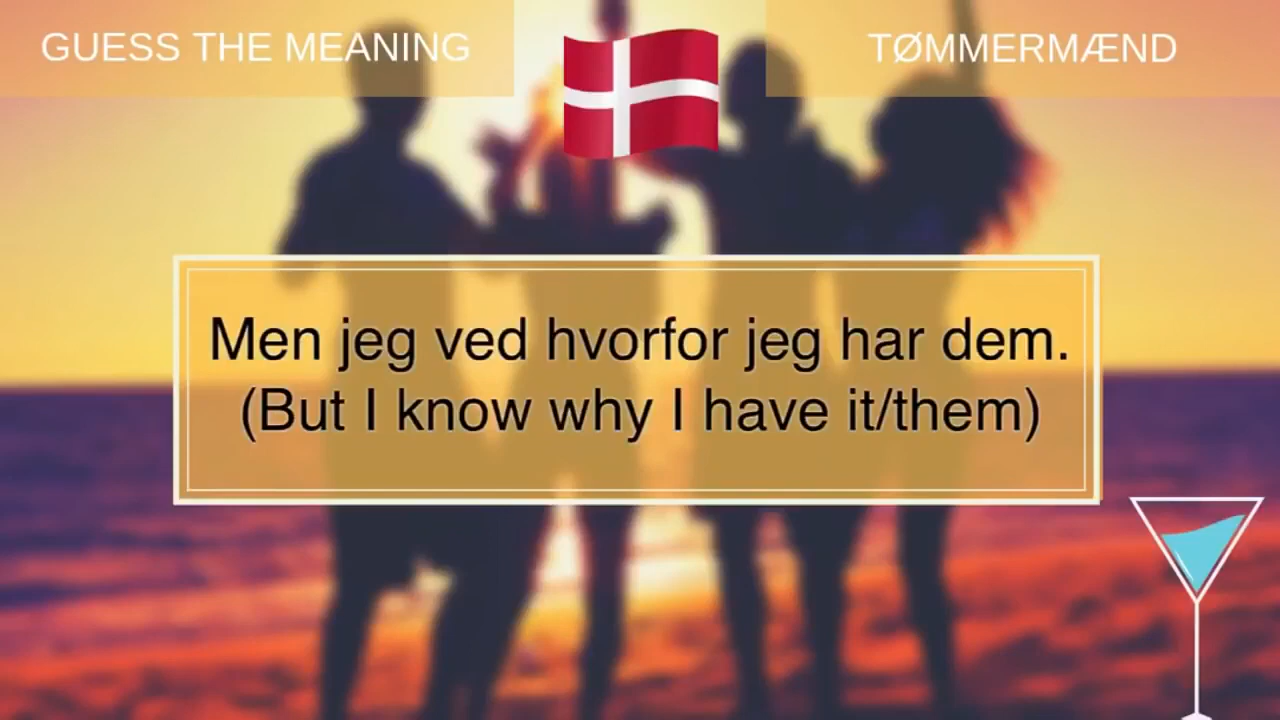 GUESS THE MEANING
TØMMERMÆND
Men jeg ved hvorfor jeg har dem.
(But I know why I have it/them)